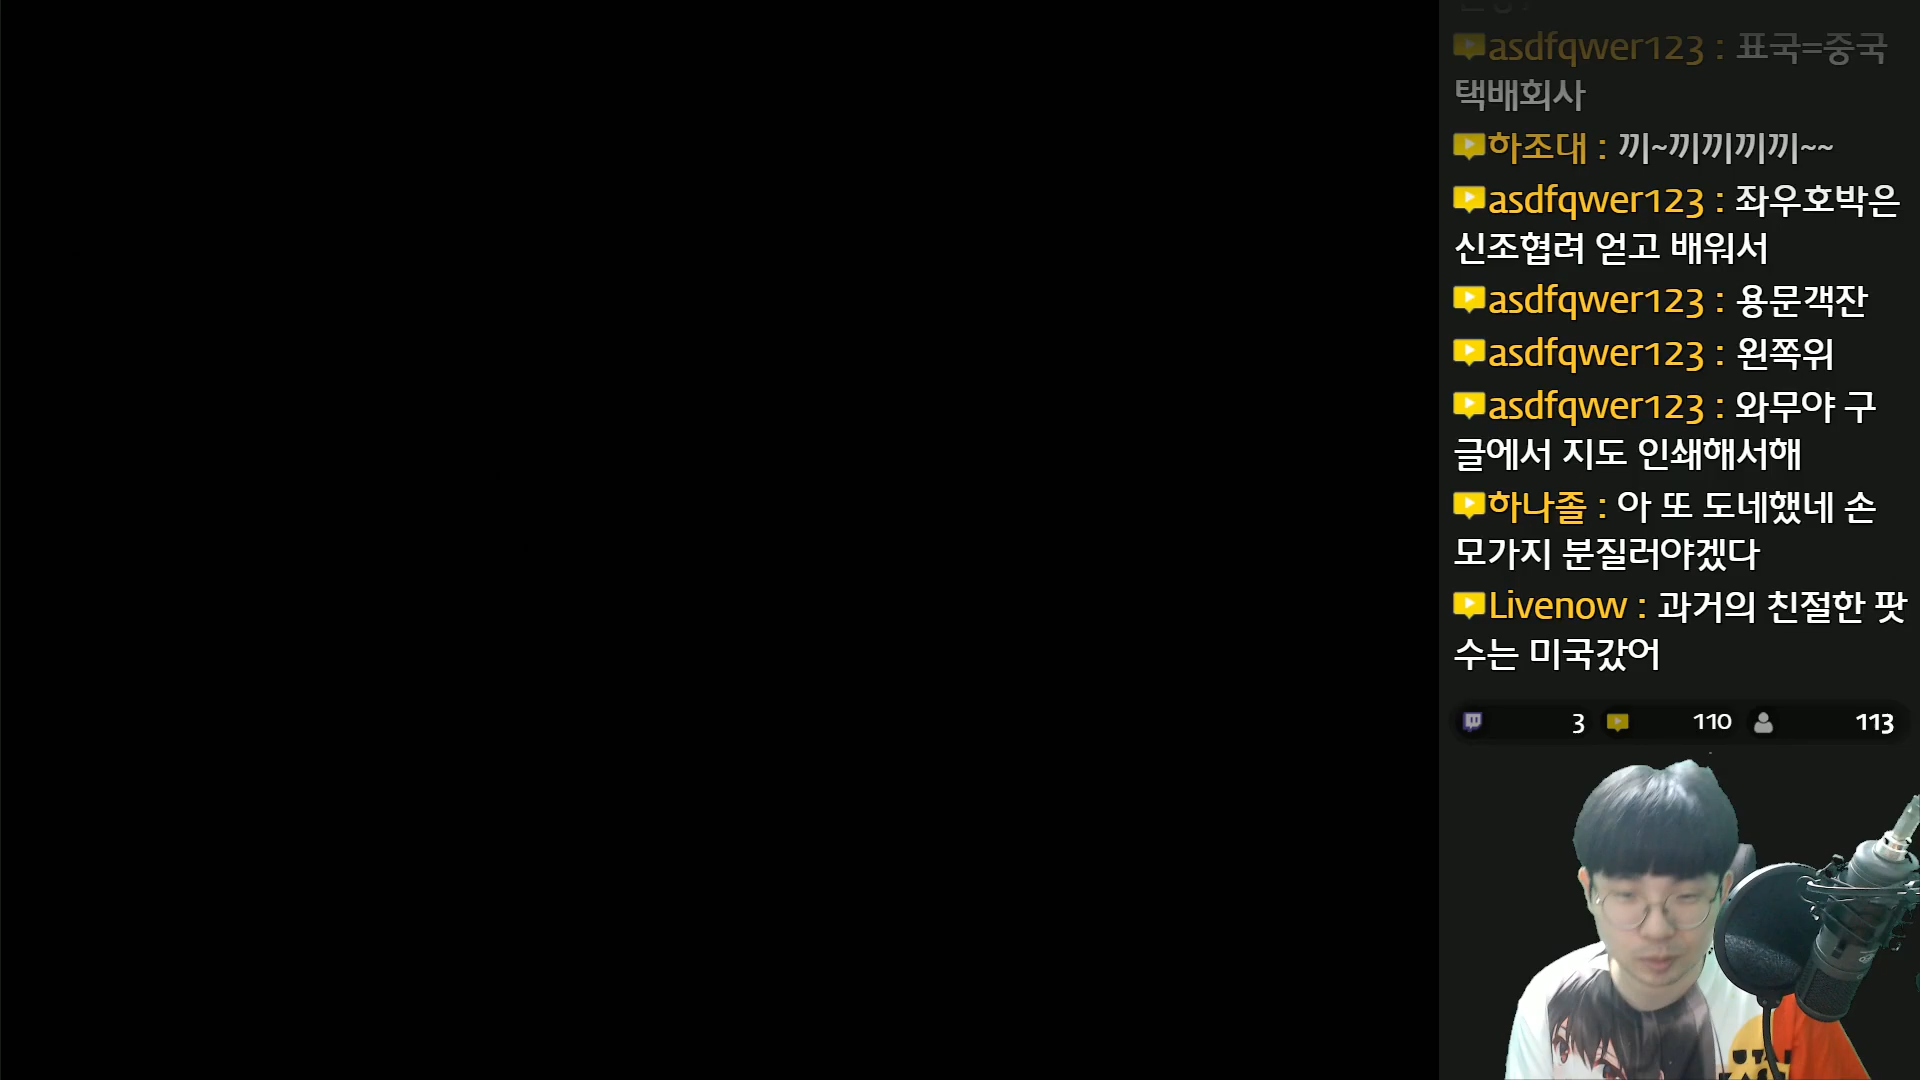 asdfqwer123 : 표국=중국
택배회사
하조대 : 끼~끼끼끼끼~~
asdfqwer123 : 좌우호박은
신조협려 얻고 배워서
asdfqwer123 : 용문객잔
asdfqwer123 : 왼쪽위
asdfqwer123 : 와무야 구
글에서 지도 인쇄해서해
하나졸 : 아 또 도네했네 손
모가지 분질러야겠다
Livenow : 과거의 친절한 팟
수는 미국갔어
3 110 113